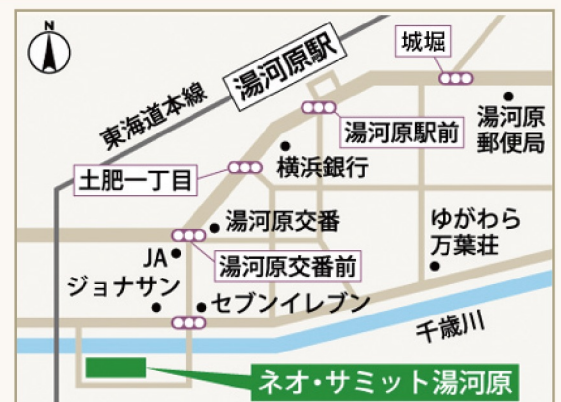 N
城堀
湯河原駅
東海道本線
湯河原
郵便局
湯河原駅前
横浜銀行
土肥一丁目
湯河原交番
ゆがわら
万葉荘
JA
湯河原交番前
ジョナサン
セブンイレブン
千歳川
ネオ・サミット湯河原